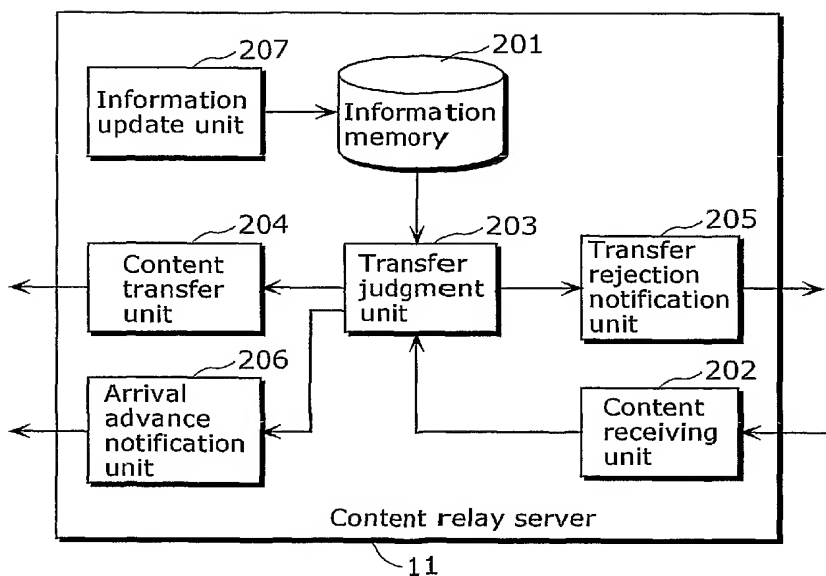 207
Information
update unit
201
Information
memory
204
Content
transfer
unit
203
Transfer
judgment
unit
205
Transfer
rejection
notification
unit
206
Arrival
advance
notification
unit
202
Content
receiving
unit
Content relay server
11